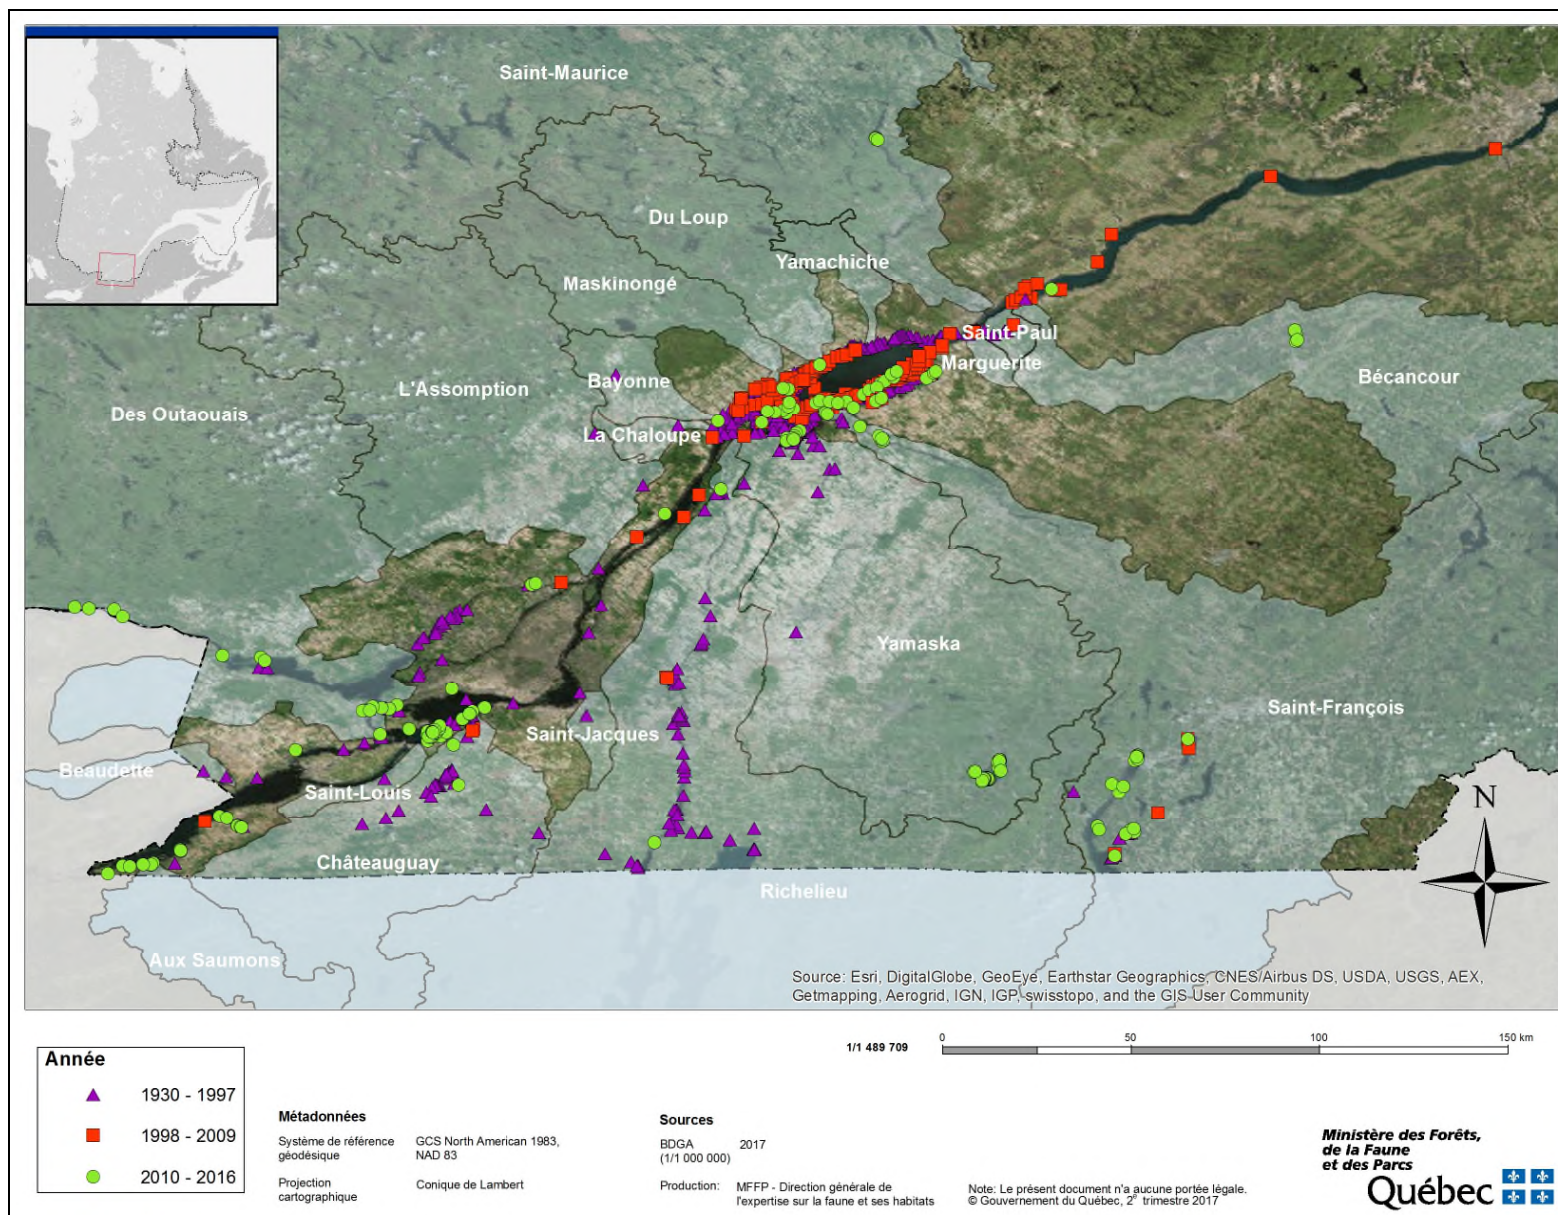 Saint-Maurice
Du Loup
Yamachiche
Maskinongé
Saint-Paul
Marguerite
Bécancour
Bayonne
L'Assomption
Des Outaouais
La Chaloupe
Yamaska
Saint-François
Saint-Jacques
Beaudette
Saint-Louis
Châteauguay
Richelieu
Aux Saumons
N
Source: Esri, DigitalGlobe, GeoEye, Earthstar Geographics, CNES/Airbus DS, USDA, USGS, AEX,
Getmapping, Aerogrid, IGN, IGP, swisstopo, and the GIS User Community
1/1 489 709
0 50 100 150 km
Année
1930 - 1997
1998 - 2009
2010 - 2016
Métadonnées
Système de référence géodésique
GCS North American 1983,
NAD 83
Projection cartographique
Conique de Lambert
Sources
BDGA 2017
(1/1 000 000)
Production: MFFP - Direction générale de
l'expertise sur la faune et ses habitats
Note: Le présent document n'a aucune portée légale.
© Gouvernement du Québec, 2e trimestre 2017
Ministère des Forêts,
de la Faune
et des Parcs
Québec